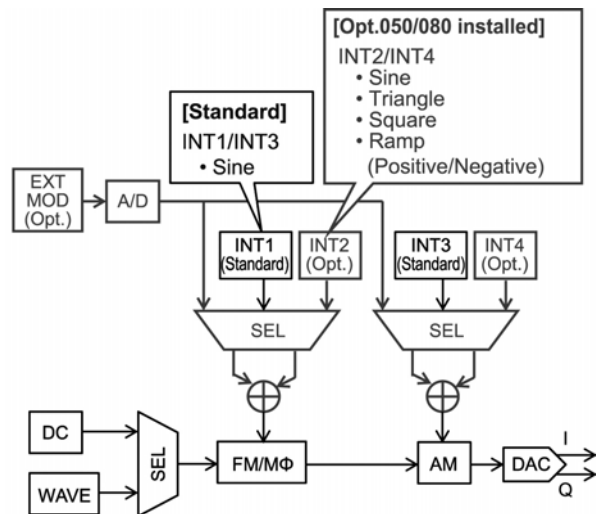 [Opt.050/080 installed]
INT2/INT4
• Sine
• Triangle
• Square
• Ramp
(Positive/Negative)
[Standard]
INT1/INT3
• Sine
EXT
MOD
(Opt.)
A/D
INT1
(Standard)
INT2
(Opt.)
INT3
(Standard)
INT4
(Opt.)
SEL
SEL
DC
WAVE
SEL
FM/MΦ
AM
DAC
I
Q